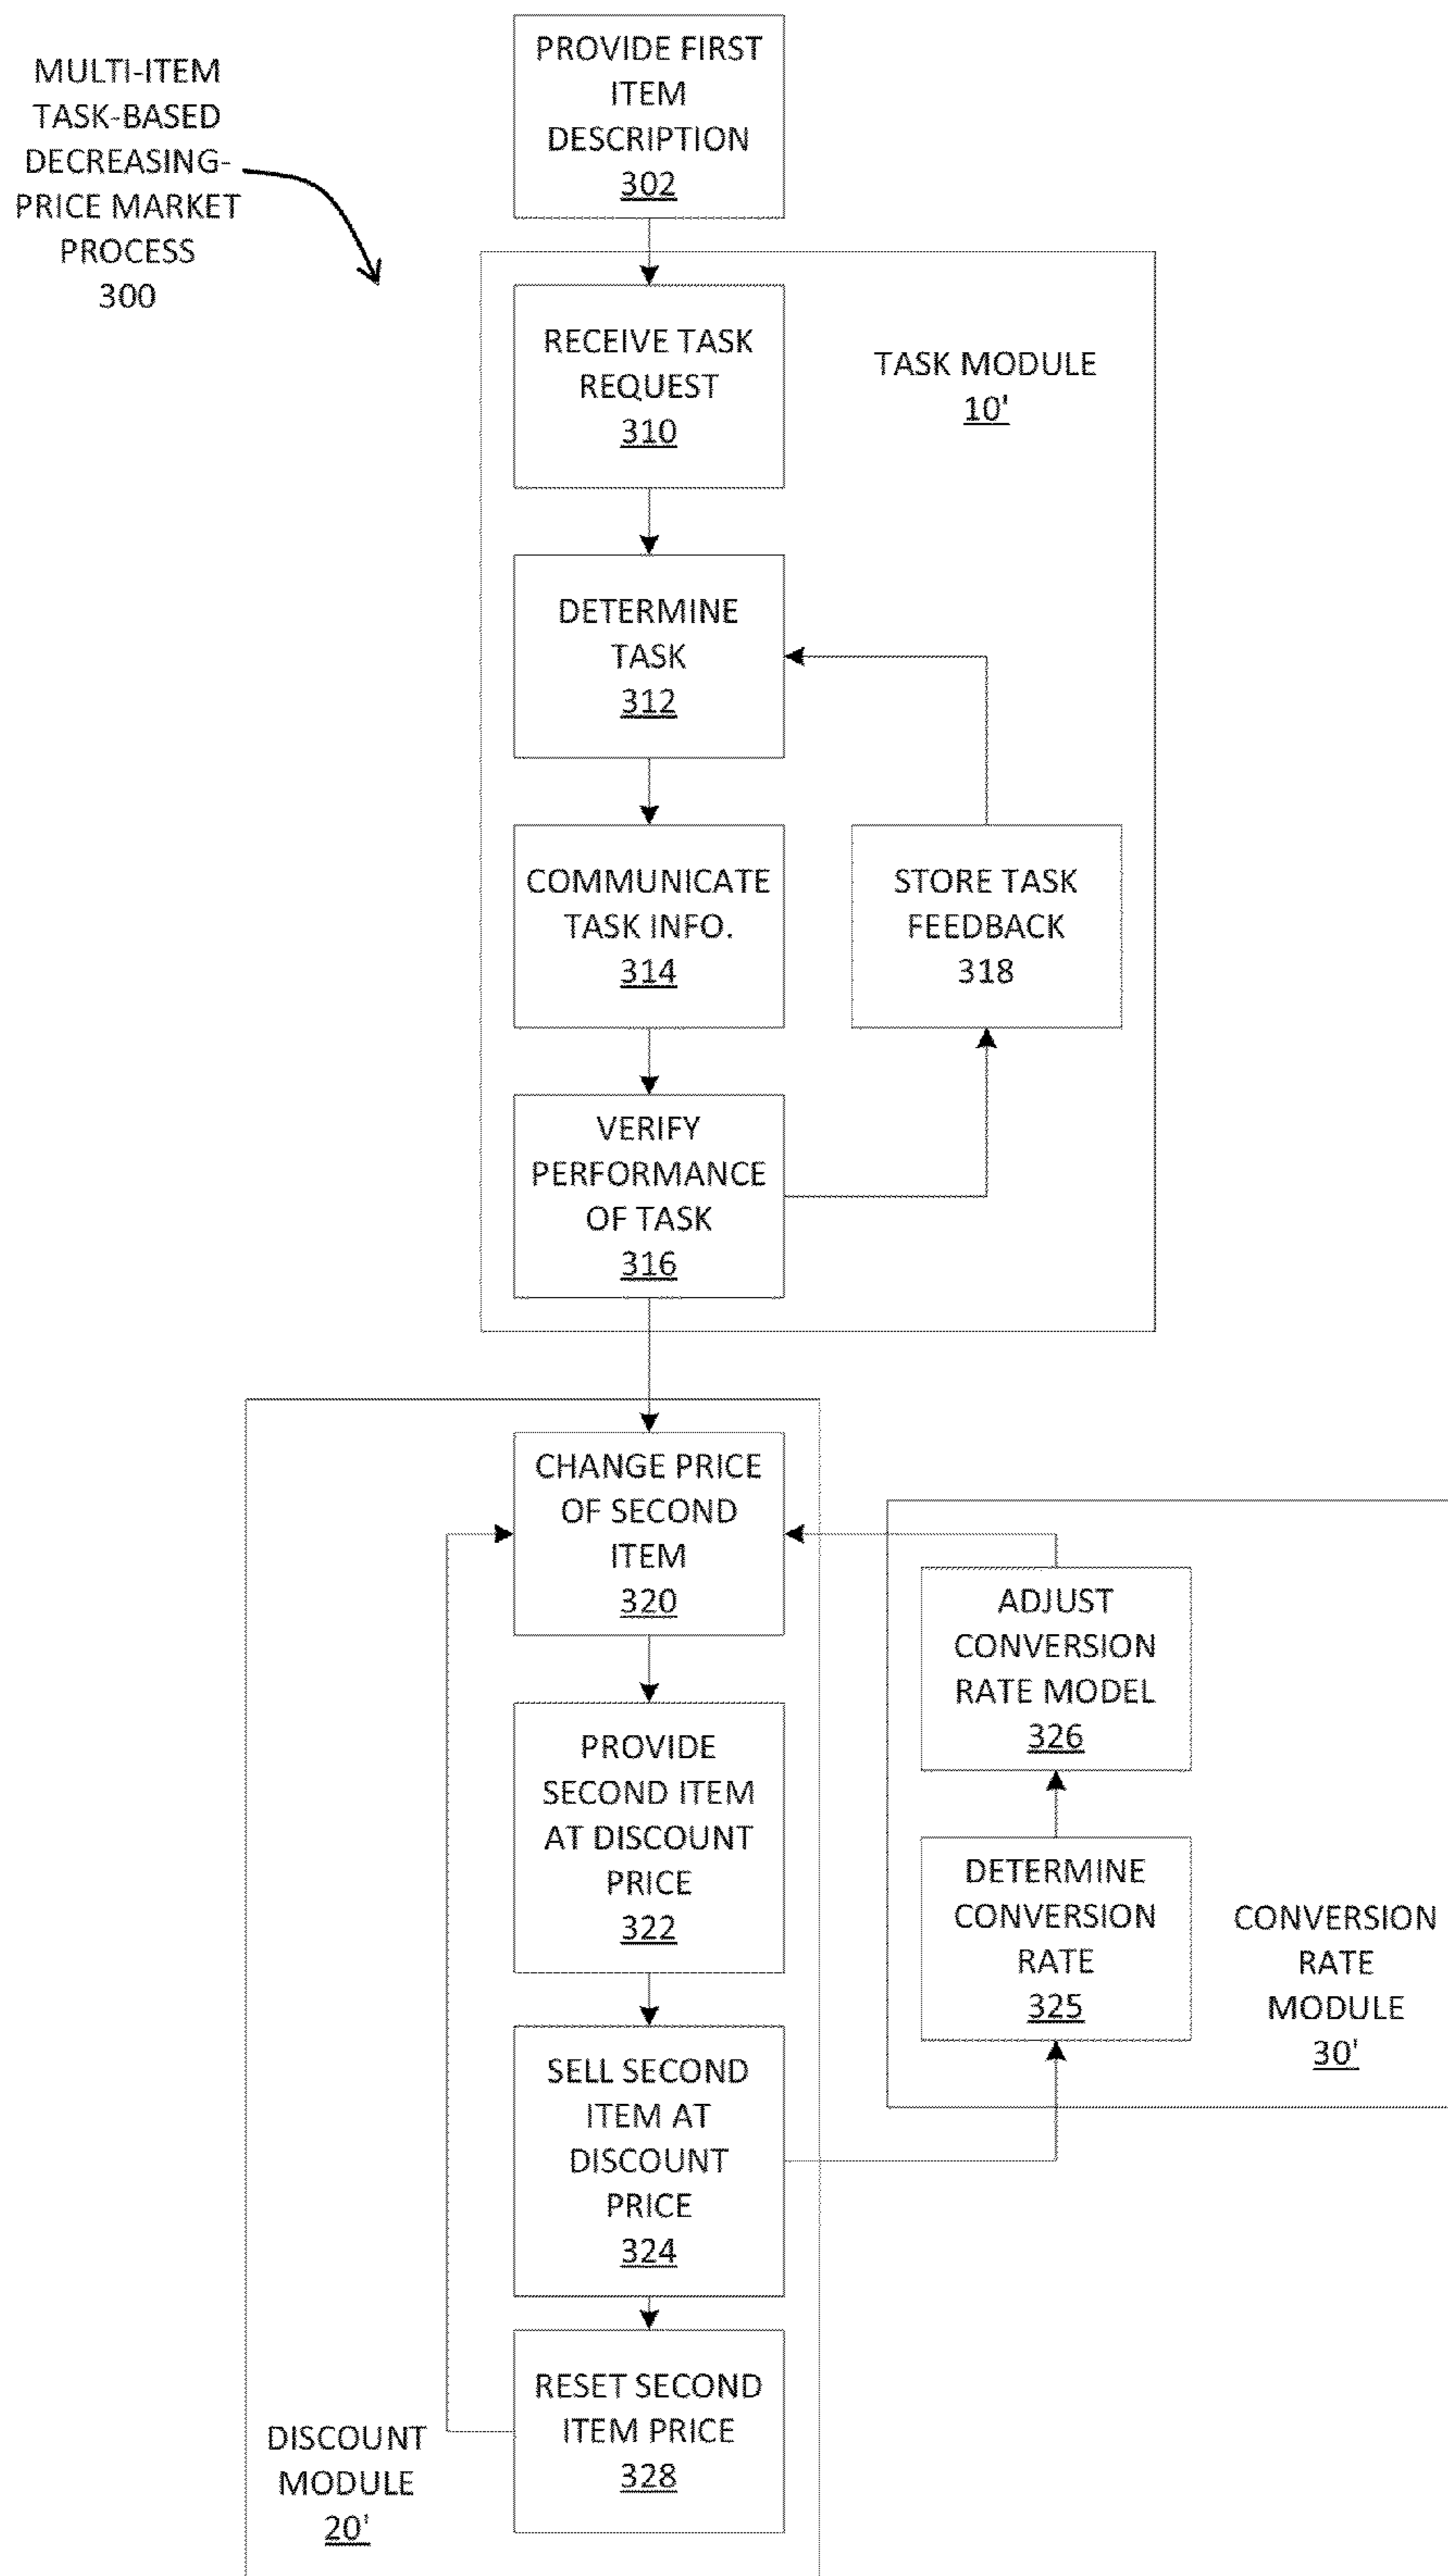 MULTI-ITEM
TASK-BASED
DECREASING-
PRICE MARKET
PROCESS
300
PROVIDE FIRST
ITEM
DESCRIPTION
302
RECEIVE TASK
REQUEST
310
TASK MODULE
10'
DETERMINE
TASK
312
COMMUNICATE
TASK INFO.
314
STORE TASK
FEEDBACK
318
VERIFY
PERFORMANCE
OF TASK
316
CHANGE PRICE
OF SECOND
ITEM
320
ADJUST
CONVERSION
RATE MODEL
326
PROVIDE
SECOND ITEM
AT DISCOUNT
PRICE
322
DETERMINE
CONVERSION
RATE
325
CONVERSION
RATE
MODULE
30'
SELL SECOND
ITEM AT
DISCOUNT
PRICE
324
RESET SECOND
ITEM PRICE
328
DISCOUNT
MODULE
20'